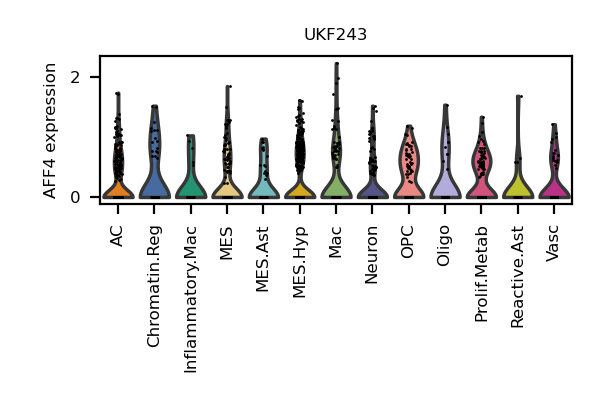 UKF243
AFF4 expression
2
0
AC
Chromatin.Reg
Inflammatory.Mac
MES
MES.Ast
MES.Hyp
Mac
Neuron
OPC
Oligo
Prolif.Metab
Reactive.Ast
Vasc